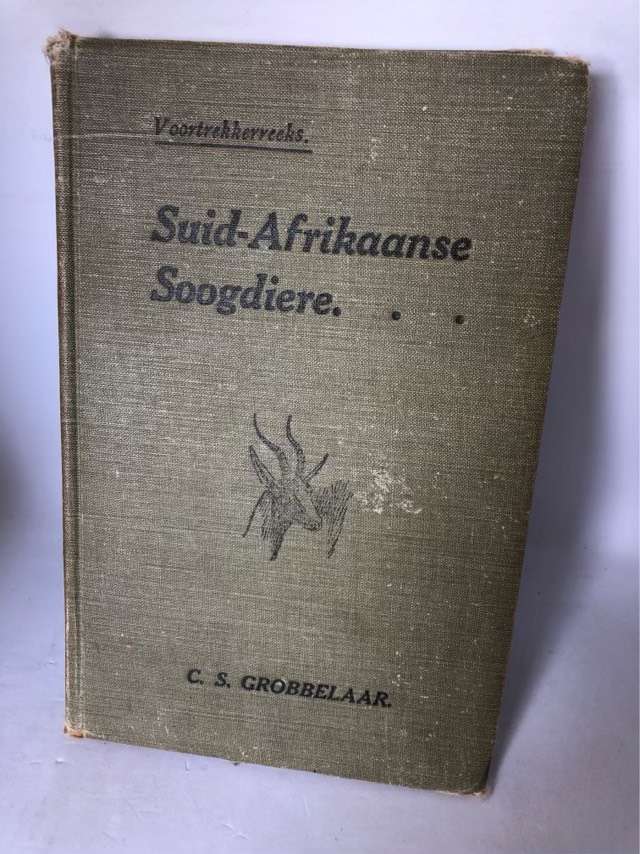 Voortrekkerreeks.
Suid-Afrikaanse
Soogdiere. . .
C. S. GROBBELAAR.